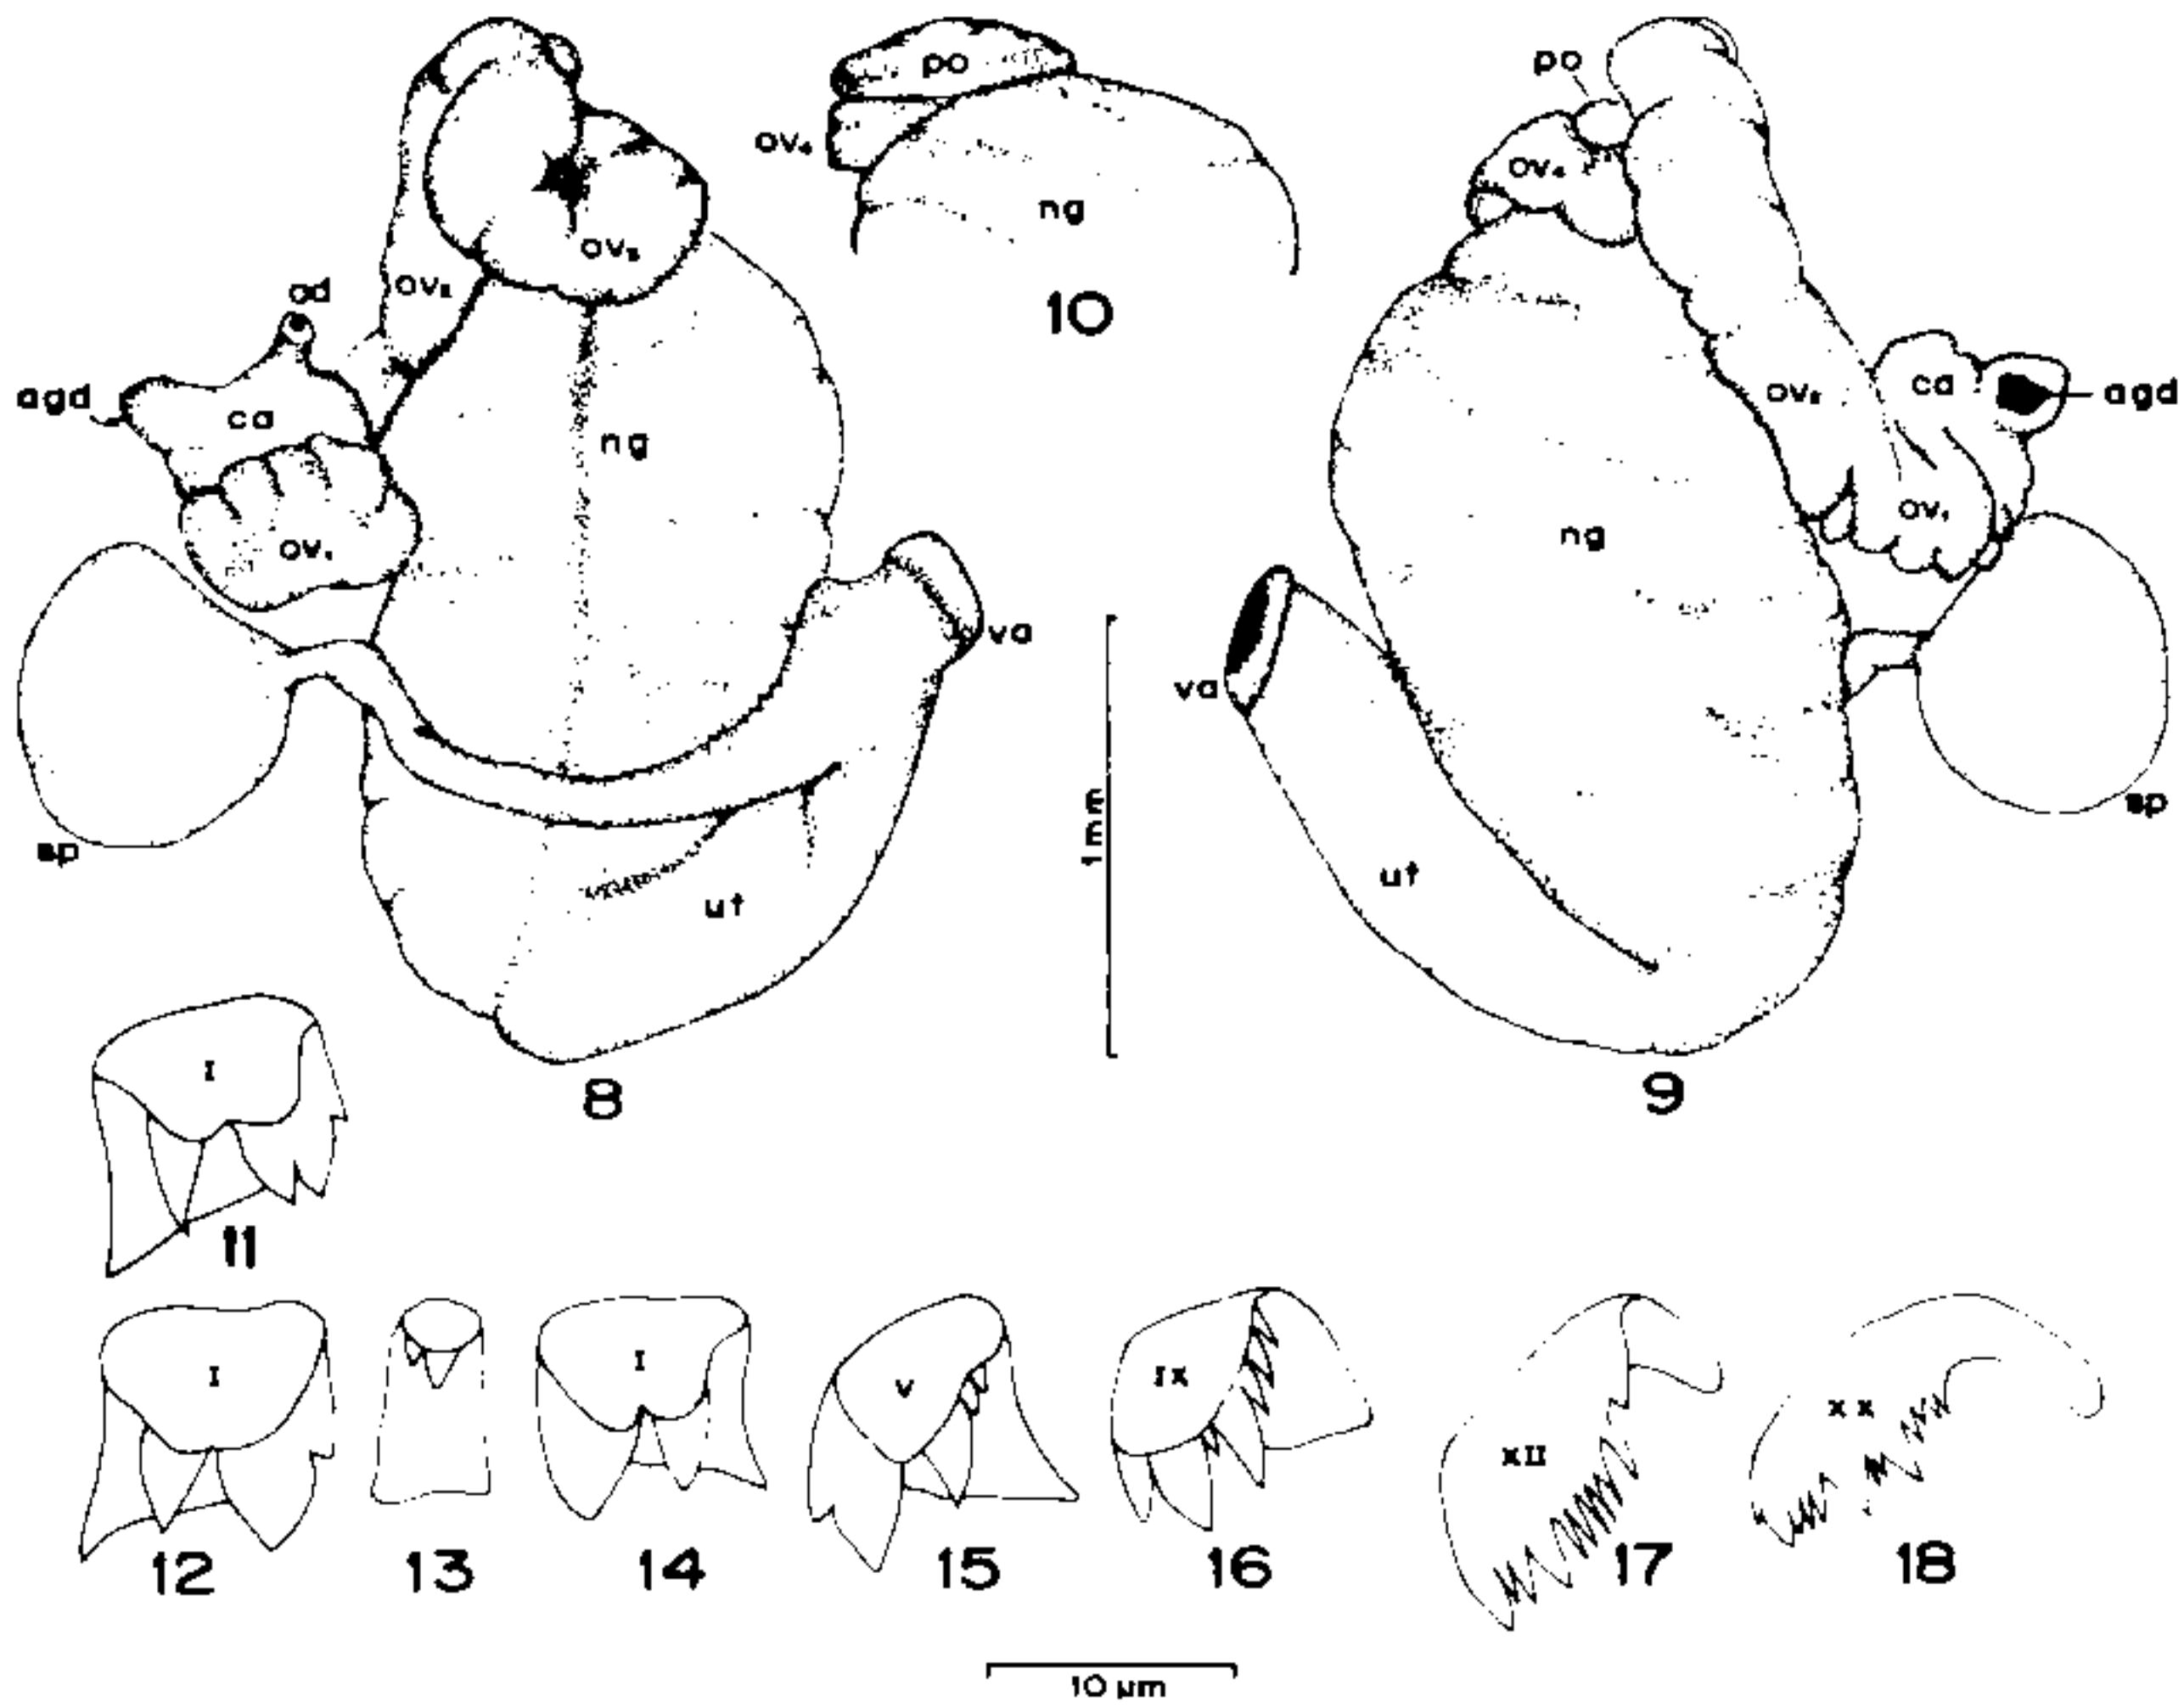 po
po
ov₄
ov₄
ng
ov₃
ov₂
od
10
agd
ca
ng
ov₂
ca
agd
ov₁
ov₁
ng
va
va
1mm
sp
sp
ut
ut
8
9
I
11
I
I
V
IX
XII
XX
12
13
14
15
16
17
18
10 µm